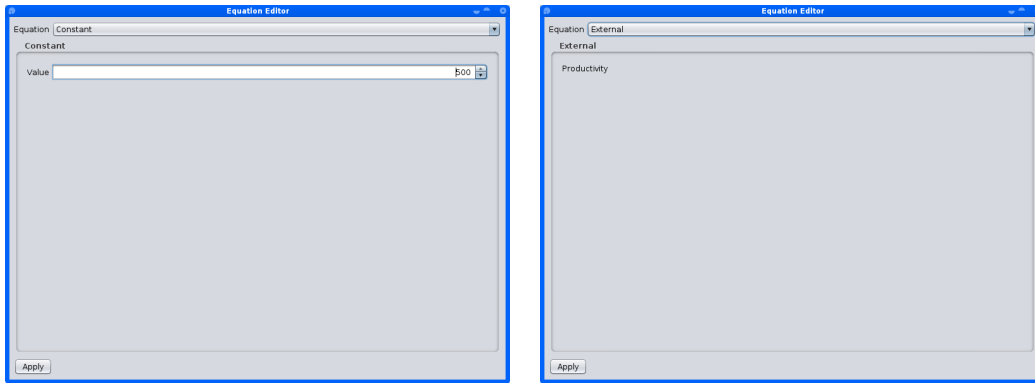 Equation Editor
Equation Constant
Constant
Value 500
Apply
Equation Editor
Equation External
External
Productivity
Apply